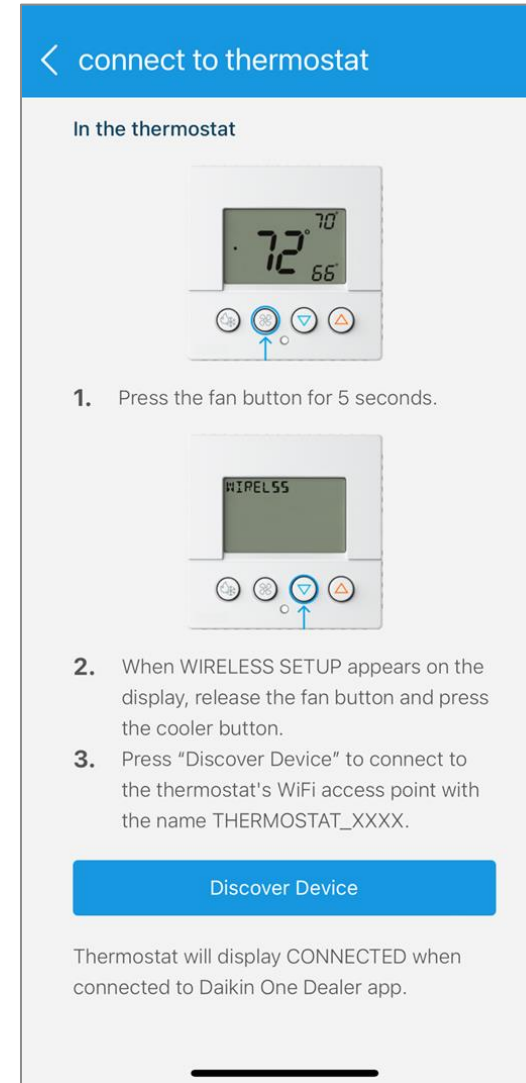 connect to thermostat
In the thermostat
72° 70°
66°
1. Press the fan button for 5 seconds.
WIRELSS
2. When WIRELESS SETUP appears on the
display, release the fan button and press
the cooler button.
3. Press “Discover Device” to connect to
the thermostat's WiFi access point with
the name THERMOSTAT_XXXX.
Discover Device
Thermostat will display CONNECTED when
connected to Daikin One Dealer app.